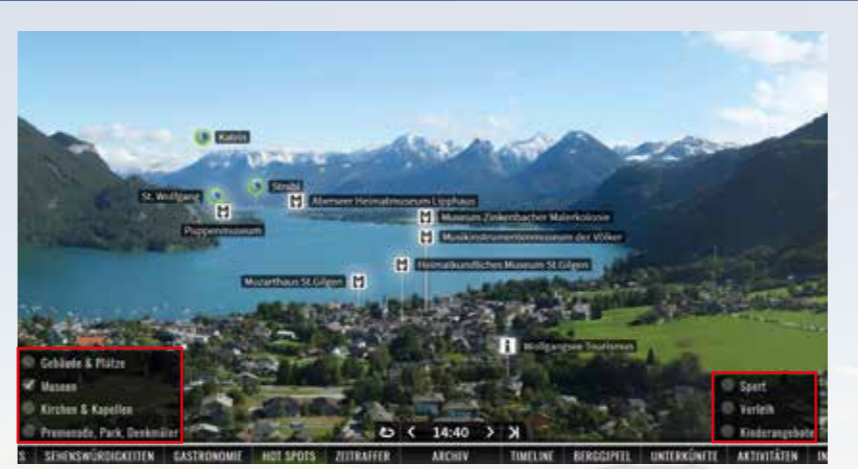 Katrin
St. Wolfgang
Strobl
Aberseer Heimatmuseum Lipphaus
Puppenmuseum
Museum Zinkenbacher Malerkolonie
Musikinstrumentenmuseum der Völker
Heimatkundliches Museum St.Gilgen
Mozarthaus St.Gilgen
Wolfgangsee Tourismus
Gebäude & Plätze
Museen
Kirchen & Kapellen
Promenade, Park, Denkmäler
Sport
Verleih
Kinderangebote
14:40
S SEHENSWÜRDIGKEITEN GASTRONOMIE HOT SPOTS ZEITRAFFER ARCHIV TIMELINE BERGGIPFEL UNTERKÜNFTE AKTIVITÄTEN IN